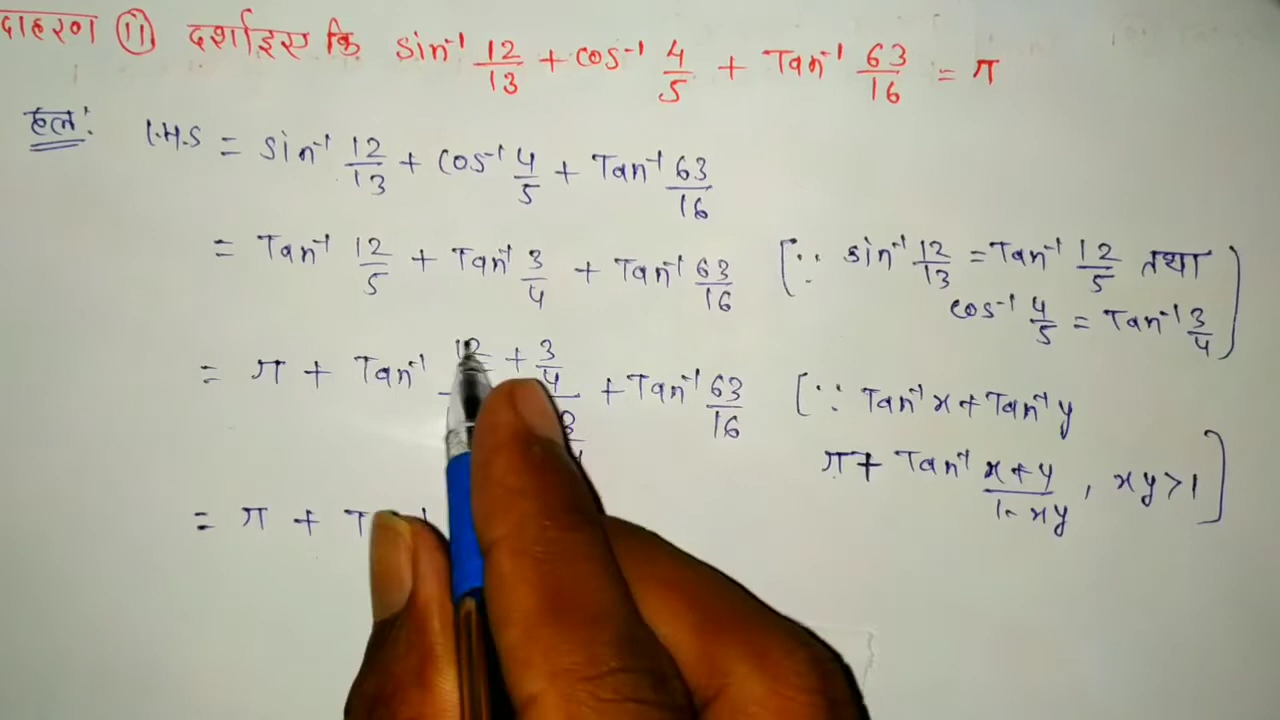 दाहरण ⑪ दर्शाइए कि sin⁻¹ 12/13 + cos⁻¹ 4/5 + Tan⁻¹ 63/16 = π
हल: L.H.S = sin⁻¹ 12/13 + cos⁻¹ 4/5 + Tan⁻¹ 63/16
= Tan⁻¹ 12/5 + Tan⁻¹ 3/4 + Tan⁻¹ 63/16 [∵ sin⁻¹ 12/13 = Tan⁻¹ 12/5 तथा
cos⁻¹ 4/5 = Tan⁻¹ 3/4]
= π + Tan⁻¹ 12 + 3/4 + Tan⁻¹ 63/16 [∵ Tan⁻¹ x + Tan⁻¹ y
π + Tan⁻¹ x+y/1-xy , xy > 1]
= π +